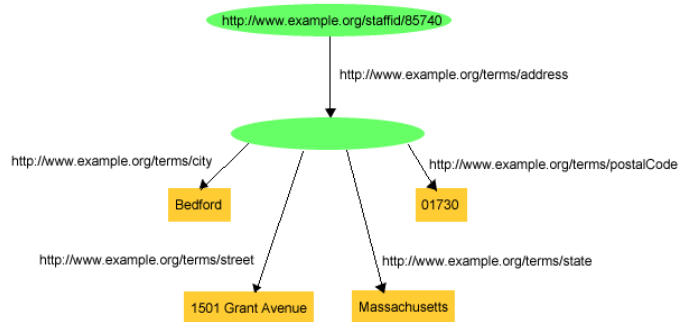 http://www.example.org/staffid/85740
http://www.example.org/terms/address
http://www.example.org/terms/city
http://www.example.org/terms/postalCode
Bedford
01730
http://www.example.org/terms/street
http://www.example.org/terms/state
1501 Grant Avenue
Massachusetts